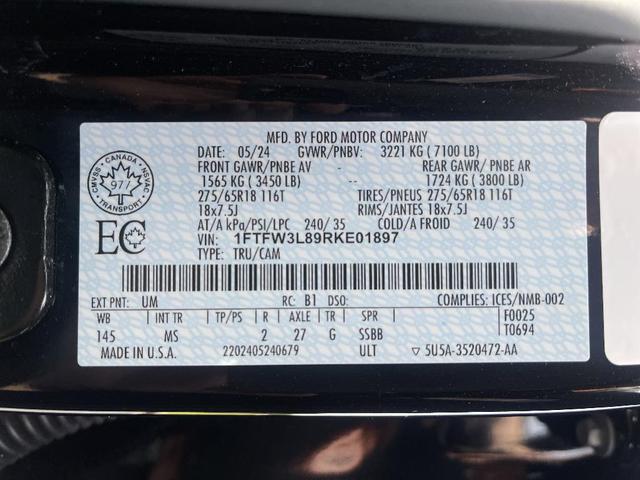 MFD. BY FORD MOTOR COMPANY
DATE: 05/24 GVWR/PNBV: 3221 KG ( 7100 LB)
FRONT GAWR/PNBE AV -- REAR GAWR/ PNBE AR
1565 KG ( 3450 LB) -- 1724 KG ( 3800 LB)
275/65R18 116T TIRES/PNEUS 275/65R18 116T
18x7.5J RIMS/JANTES 18x7.5J
AT/A kPa/PSI/LPC 240/ 35 COLD/A FROID 240/ 35
VIN: 1FTFW3L89RKE01897
TYPE: TRU/CAM
CANADA
CMVSS NSVAC
977
TRANSPORT
EC
EXT PNT: UM RC: B1 DSO: COMPLIES: ICES/NMB-002
WB INT TR TP/PS R AXLE TR SPR F0025
145 MS 2 27 G SSBB T0694
MADE IN U.S.A. 2202405240679 ULT ▽ 5U5A-3520472-AA